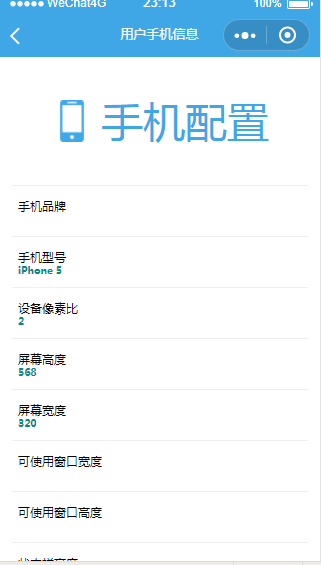 WeChat4G 23:13 100%
用户手机信息
手机配置
手机品牌
手机型号
iPhone 5
设备像素比
2
屏幕高度
568
屏幕宽度
320
可使用窗口宽度
可使用窗口高度